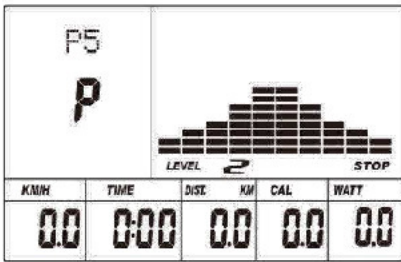 P5
P
LEVEL 2 STOP
KM/H TIME DIST. KM CAL WATT
0.0 0:00 0.0 0.0 0.0